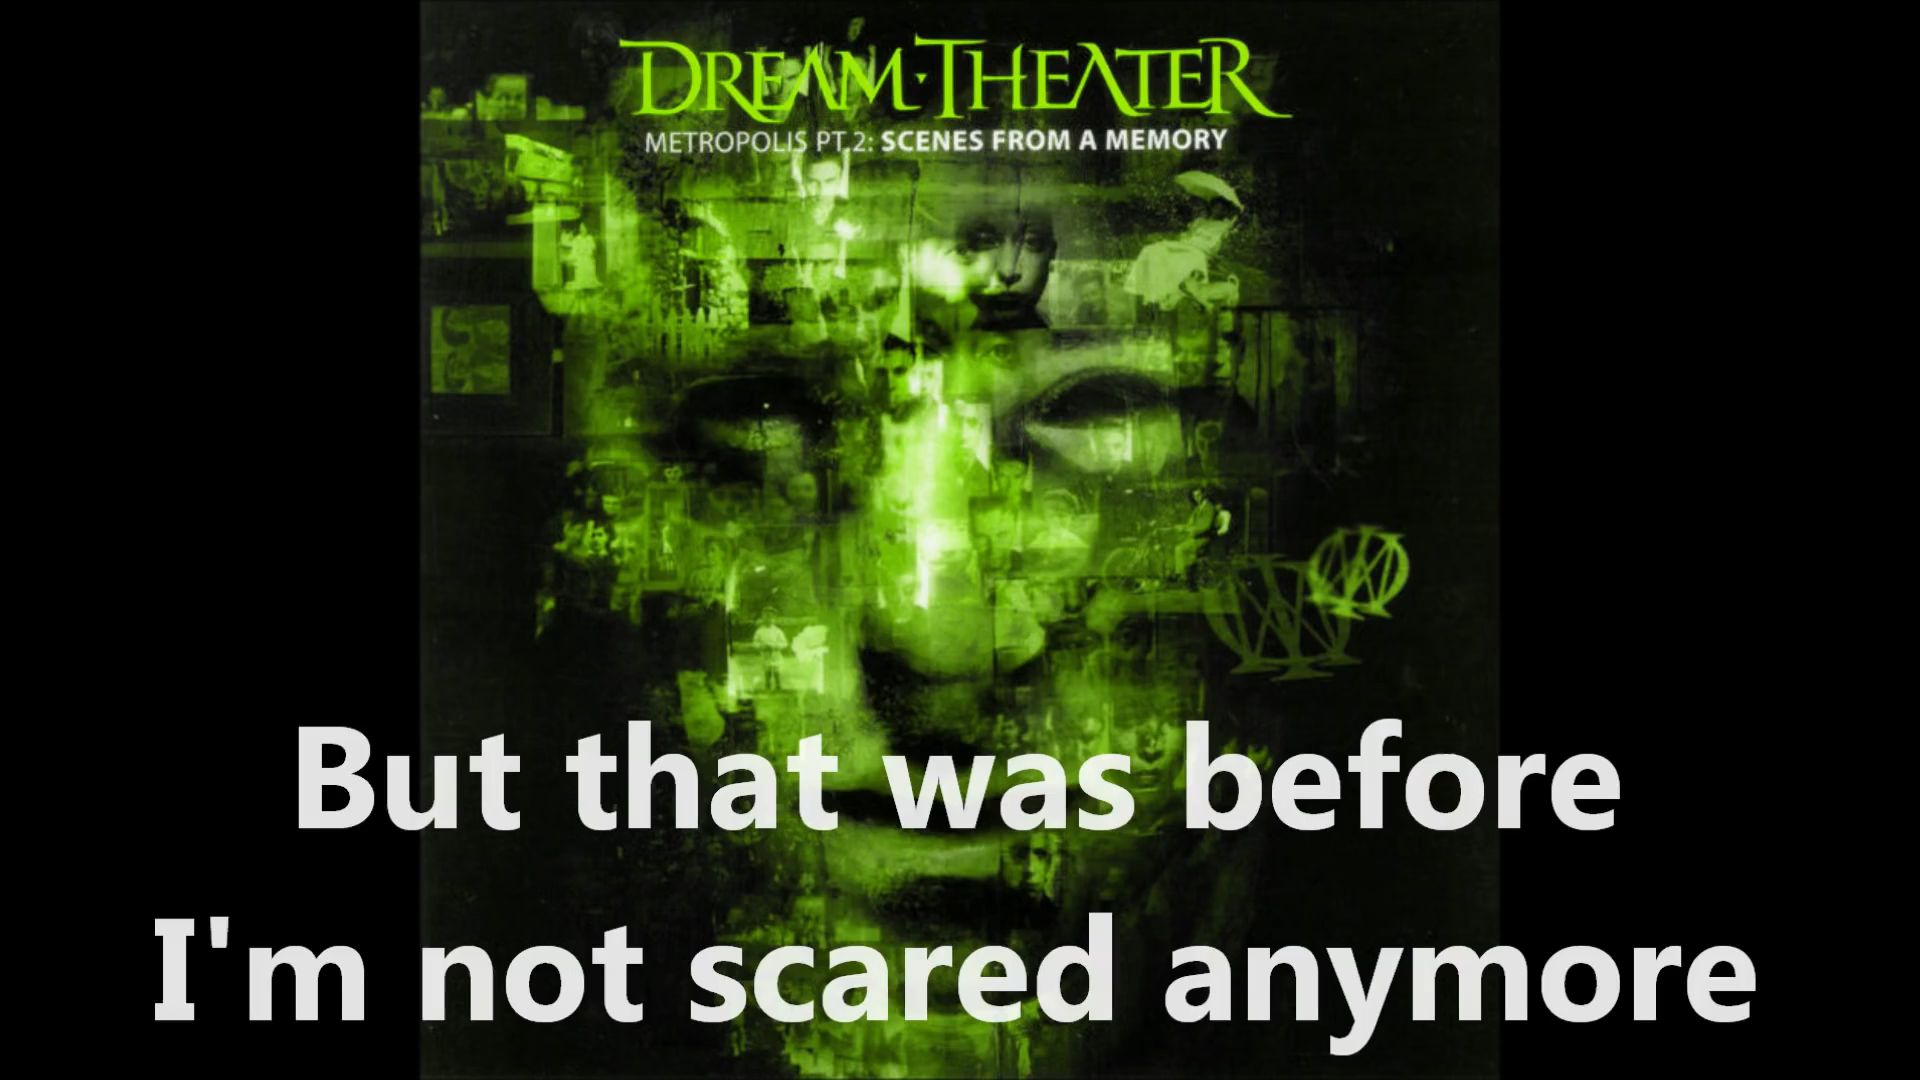 DREAM·THEATER
METROPOLIS PT.2: SCENES FROM A MEMORY
But that was before
I'm not scared anymore